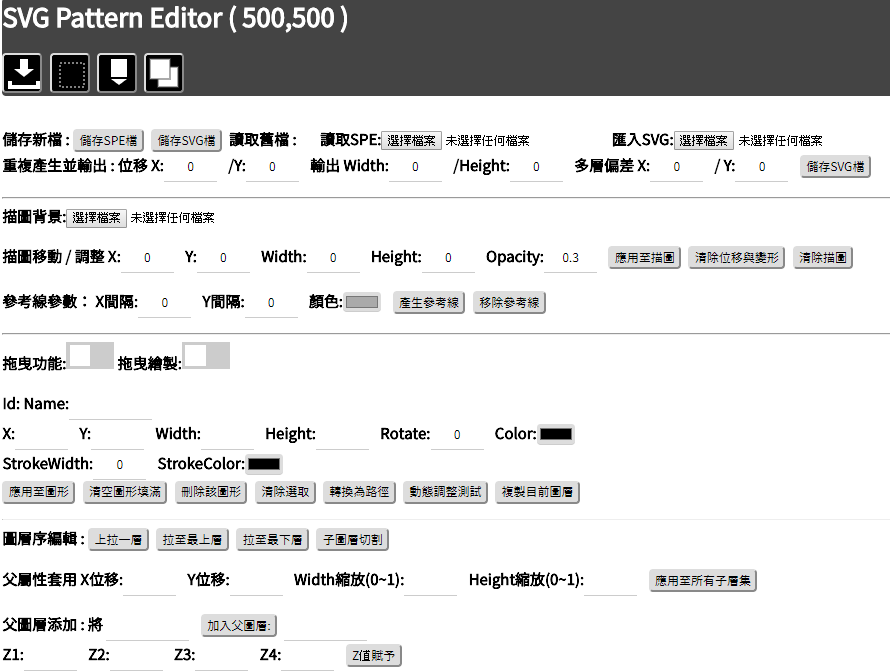 SVG Pattern Editor ( 500,500 )
儲存新檔 : 儲存SPE檔 儲存SVG檔 讀取舊檔 : 讀取SPE: 選擇檔案 未選擇任何檔案 匯入SVG: 選擇檔案 未選擇任何檔案
重複產生並輸出 : 位移 X: 0 /Y: 0 輸出 Width: 0 /Height: 0 多層偏差 X: 0 / Y: 0 儲存SVG檔
描圖背景: 選擇檔案 未選擇任何檔案
描圖移動 / 調整 X: 0 Y: 0 Width: 0 Height: 0 Opacity: 0.3 應用至描圖 清除位移與變形 清除描圖
參考線參數： X間隔: 0 Y間隔: 0 顏色: 產生參考線 移除參考線
拖曳功能: 拖曳繪製:
Id: Name:
X: Y: Width: Height: Rotate: 0 Color:
StrokeWidth: 0 StrokeColor:
應用至圖形 清空圖形填滿 刪除該圖形 清除選取 轉換為路徑 動態調整測試 複製目前圖層
圖層序編輯 : 上拉一層 拉至最上層 拉至最下層 子圖層切割
父屬性套用 X位移: Y位移: Width縮放(0~1): Height縮放(0~1): 應用至所有子層集
父圖層添加 : 將 加入父圖層:
Z1: Z2: Z3: Z4: Z值賦予